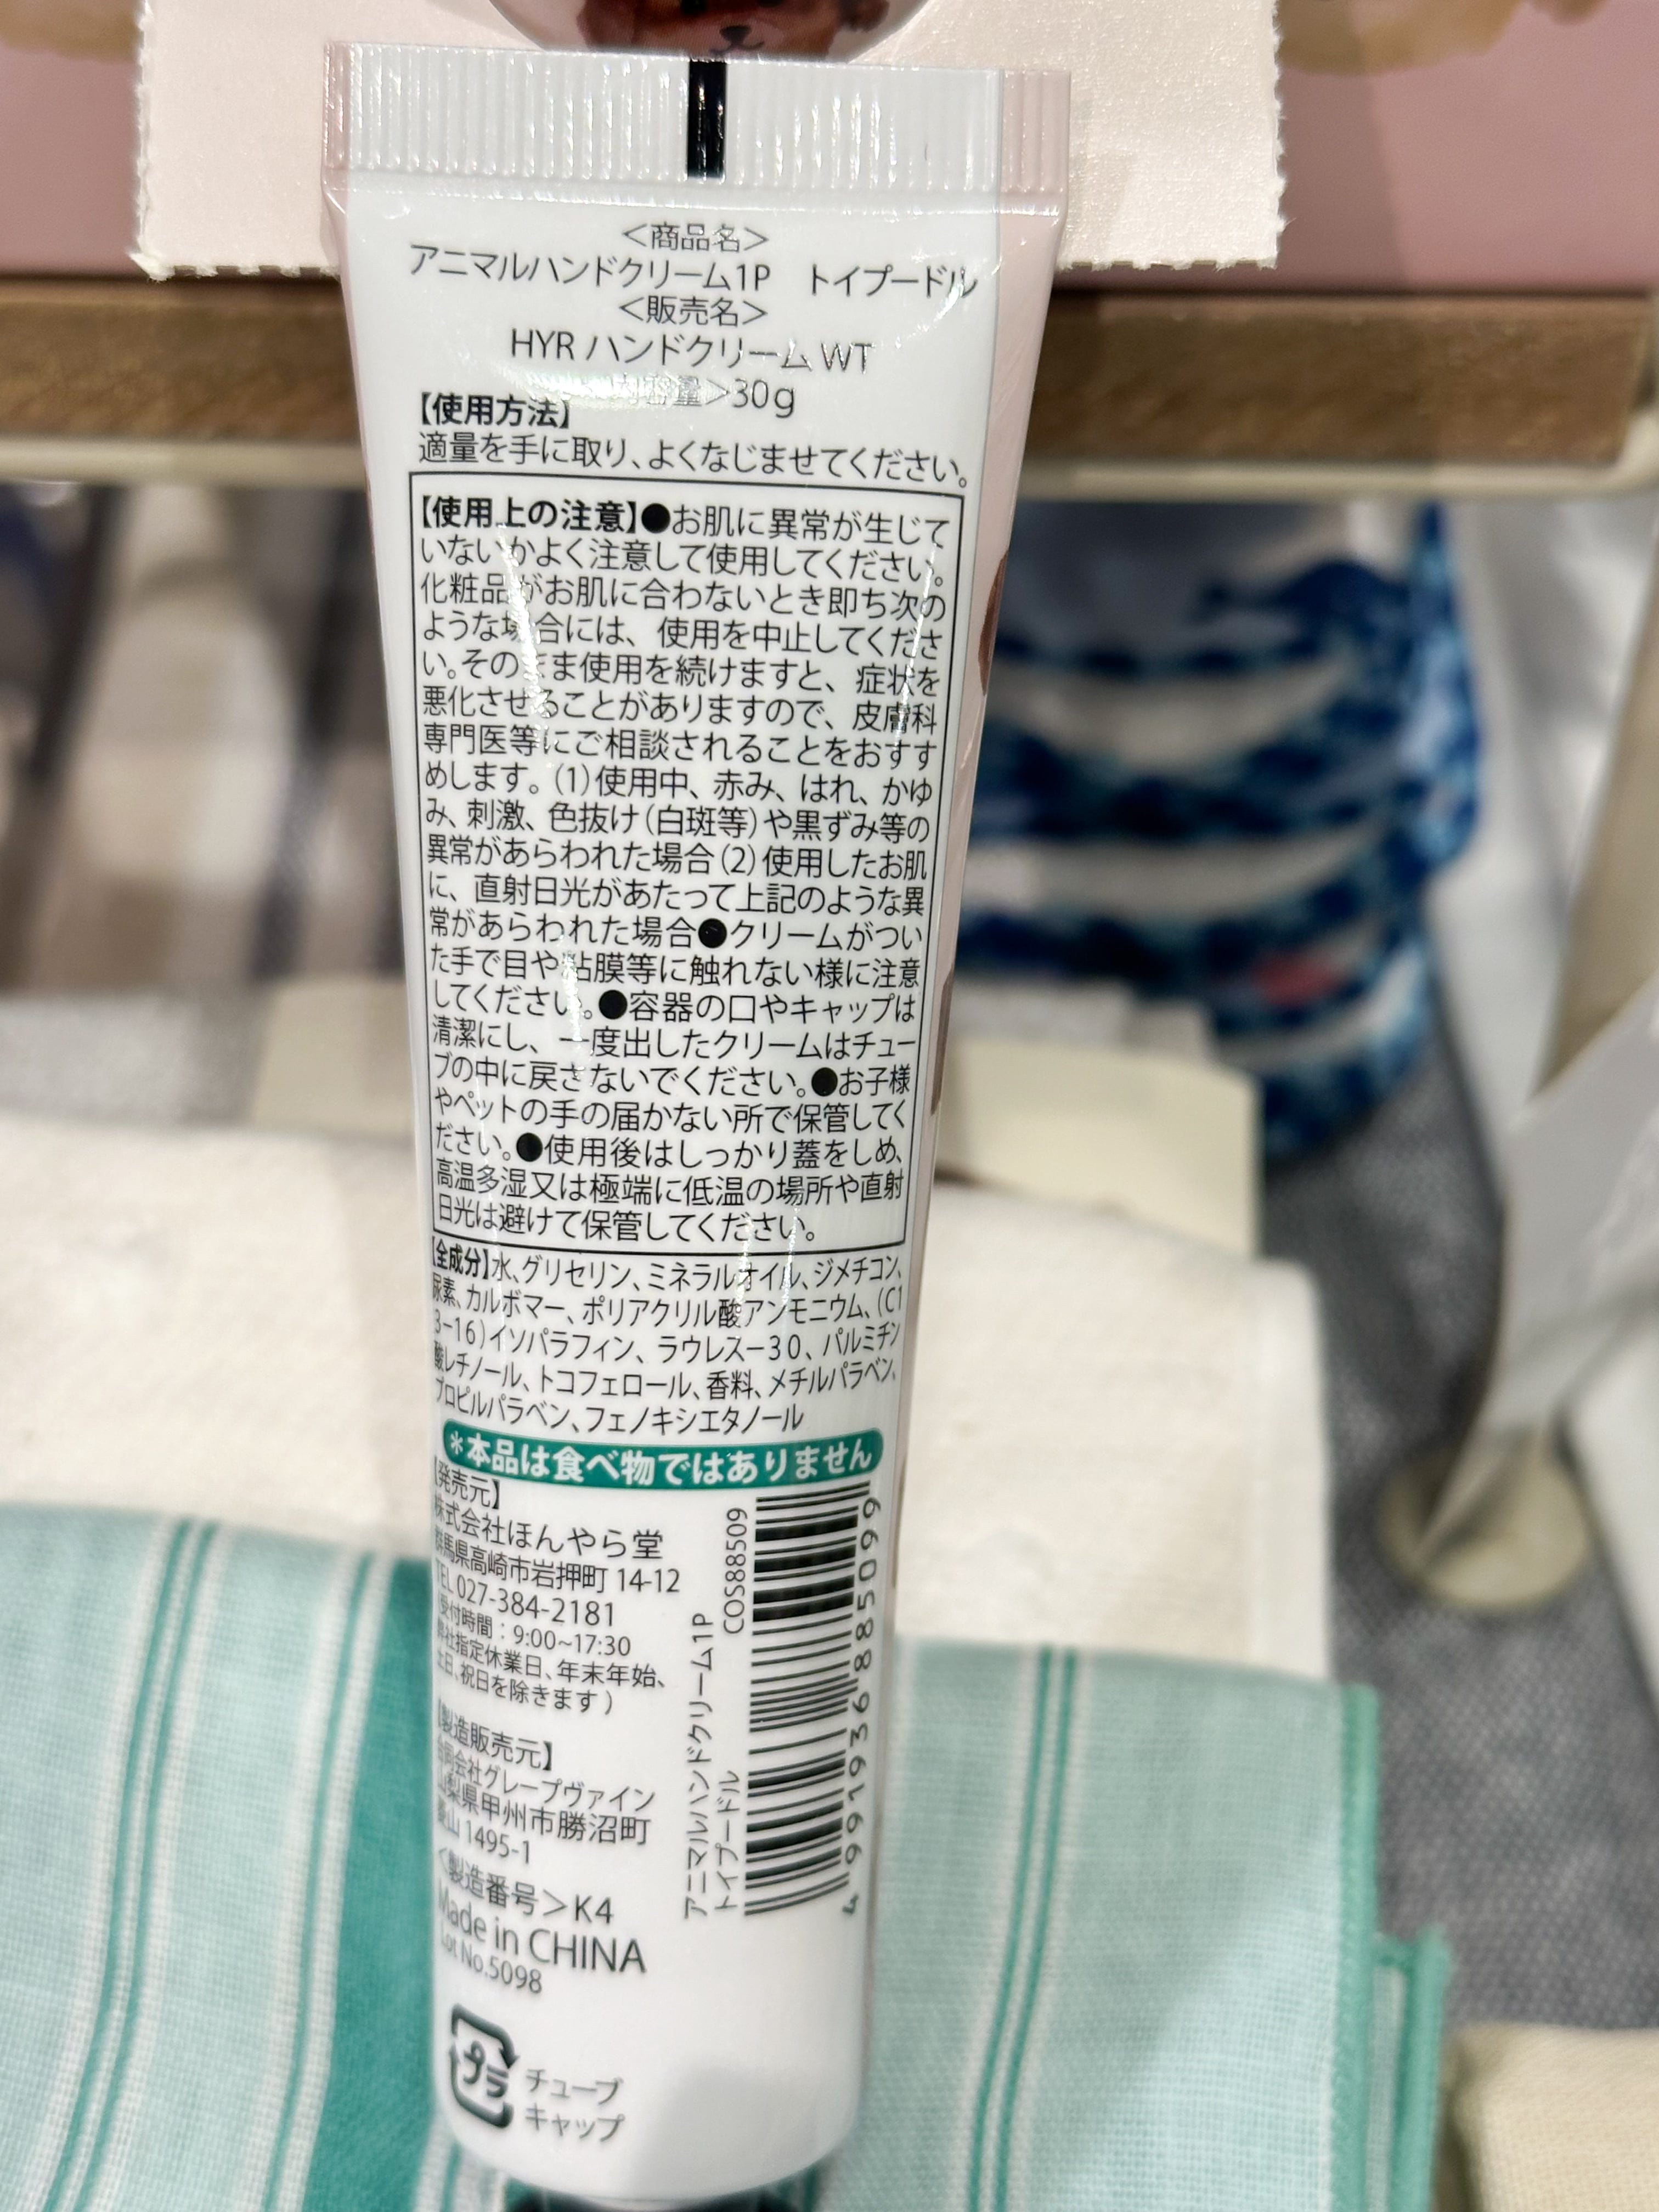 ＜商品名＞
アニマルハンドクリーム1P　トイプードル
＜販売名＞
HYR ハンドクリーム WT
内容量＞30g
【使用方法】
適量を手に取り、よくなじませてください。
【使用上の注意】●お肌に異常が生じて
いないかよく注意して使用してください。
化粧品がお肌に合わないとき即ち次の
ような場合には、使用を中止してくださ
い。そのまま使用を続けますと、症状を
悪化させることがありますので、皮膚科
専門医等にご相談されることをおすす
めします。(1)使用中、赤み、はれ、かゆ
み、刺激、色抜け(白斑等)や黒ずみ等の
異常があらわれた場合(2)使用したお肌
に、直射日光があたって上記のような異
常があらわれた場合●クリームがつい
た手で目や粘膜等に触れない様に注意
してください。●容器の口やキャップは
清潔にし、一度出したクリームはチュー
ブの中に戻さないでください。●お子様
やペットの手の届かない所で保管してく
ださい。●使用後はしっかり蓋をしめ、
高温多湿又は極端に低温の場所や直射
日光は避けて保管してください。
【全成分】水、グリセリン、ミネラルオイル、ジメチコン、
尿素、カルボマー、ポリアクリル酸アンモニウム、(C1
3-16)イソパラフィン、ラウレス-30、パルミチン
酸レチノール、トコフェロール、香料、メチルパラベン、
プロピルパラベン、フェノキシエタノール
＊本品は食べ物ではありません
【発売元】
株式会社ほんやら堂
群馬県高崎市岩押町 14-12
TEL 027-384-2181
受付時間：9:00~17:30
弊社指定休業日、年末年始、
土日、祝日を除きます)
【製造販売元】
合同会社グレープヴァイン
山梨県甲州市勝沼町
山 1495-1
＜製造番号＞K4
Made in CHINA
Lot No.5098
プラ
チューブ
キャップ
アニマルハンドクリーム1P
トイプードル
COS88509
4991936885099